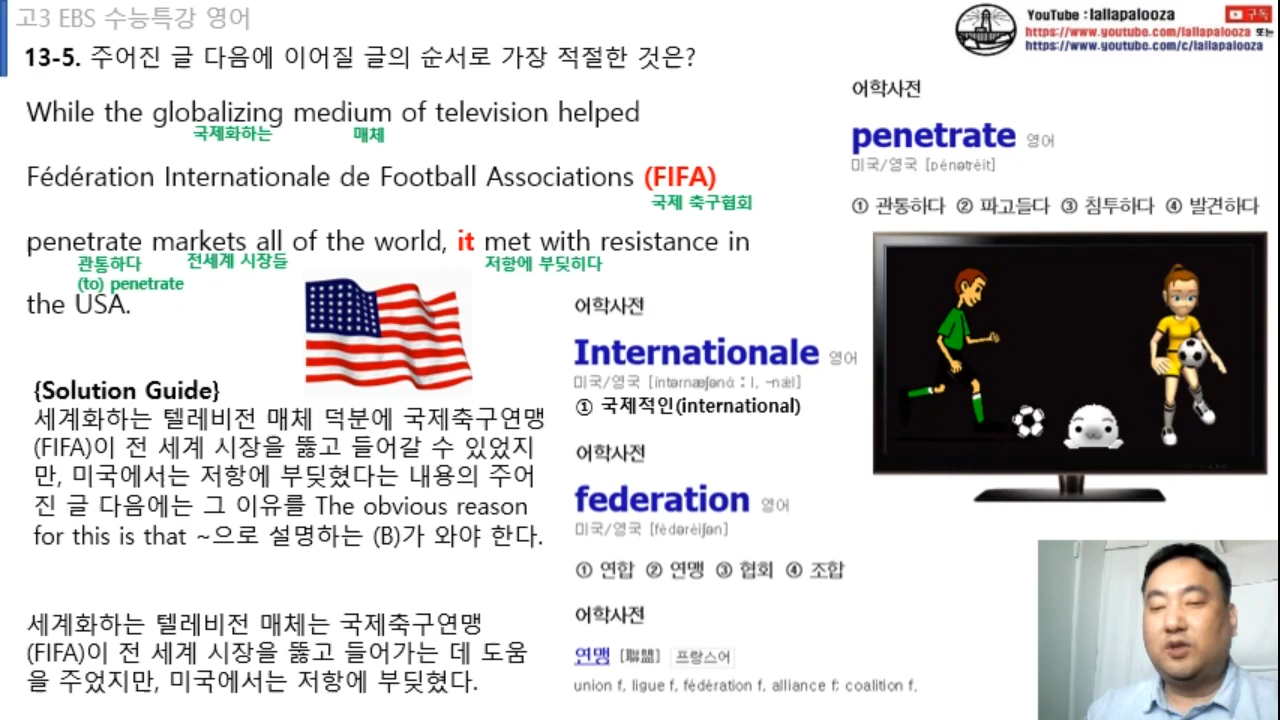 고3 EBS 수능특강 영어
13-5. 주어진 글 다음에 이어질 글의 순서로 가장 적절한 것은?
While the globalizing medium of television helped
국제화하는
매체
Fédération Internationale de Football Associations (FIFA)
국제 축구협회
penetrate markets all of the world, it met with resistance in
관통하다
전세계 시장들
저항에 부딪히다
(to) penetrate
the USA.
{Solution Guide}
세계화하는 텔레비전 매체 덕분에 국제축구연맹
(FIFA)이 전 세계 시장을 뚫고 들어갈 수 있었지
만, 미국에서는 저항에 부딪혔다는 내용의 주어
진 글 다음에는 그 이유를 The obvious reason
for this is that ~으로 설명하는 (B)가 와야 한다.
세계화하는 텔레비전 매체는 국제축구연맹
(FIFA)이 전 세계 시장을 뚫고 들어가는 데 도움
을 주었지만, 미국에서는 저항에 부딪혔다.
어학사전
Internationale 영어
미국/영국 [íntərnæʃənάːl, -nǽl]
① 국제적인(international)
어학사전
federation 영어
미국/영국 [fèdəréiʃən]
① 연합 ② 연맹 ③ 협회 ④ 조합
어학사전
연맹 [聯盟] 프랑스어
union f, ligue f, fédération f, alliance f; coalition f,
YouTube : lallapalooza
구독
https://www.youtube.com/lallapalooza 또는
https://www.youtube.com/c/lallapalooza
어학사전
penetrate 영어
미국/영국 [pénətrèit]
① 관통하다 ② 파고들다 ③ 침투하다 ④ 발견하다